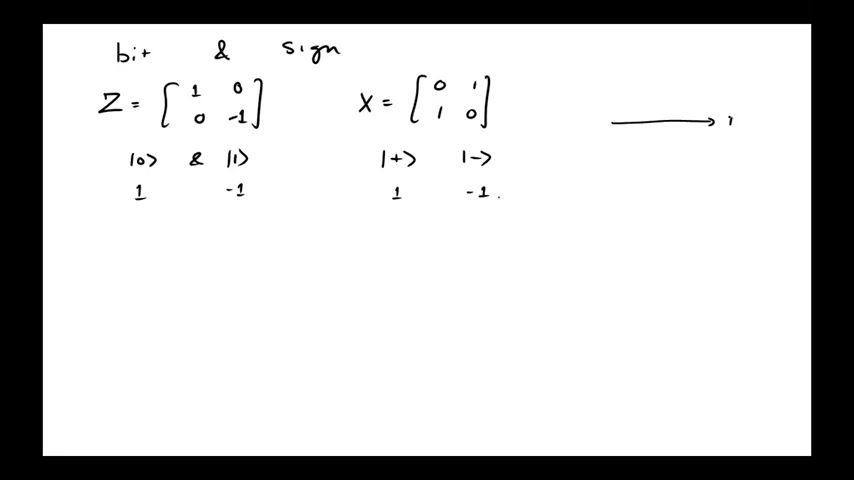 bit & sign
Z = [ 1 0 X = [ 0 1
0 -1 ] 1 0 ]
|0> & |1> |+> |->
1 -1 1 -1